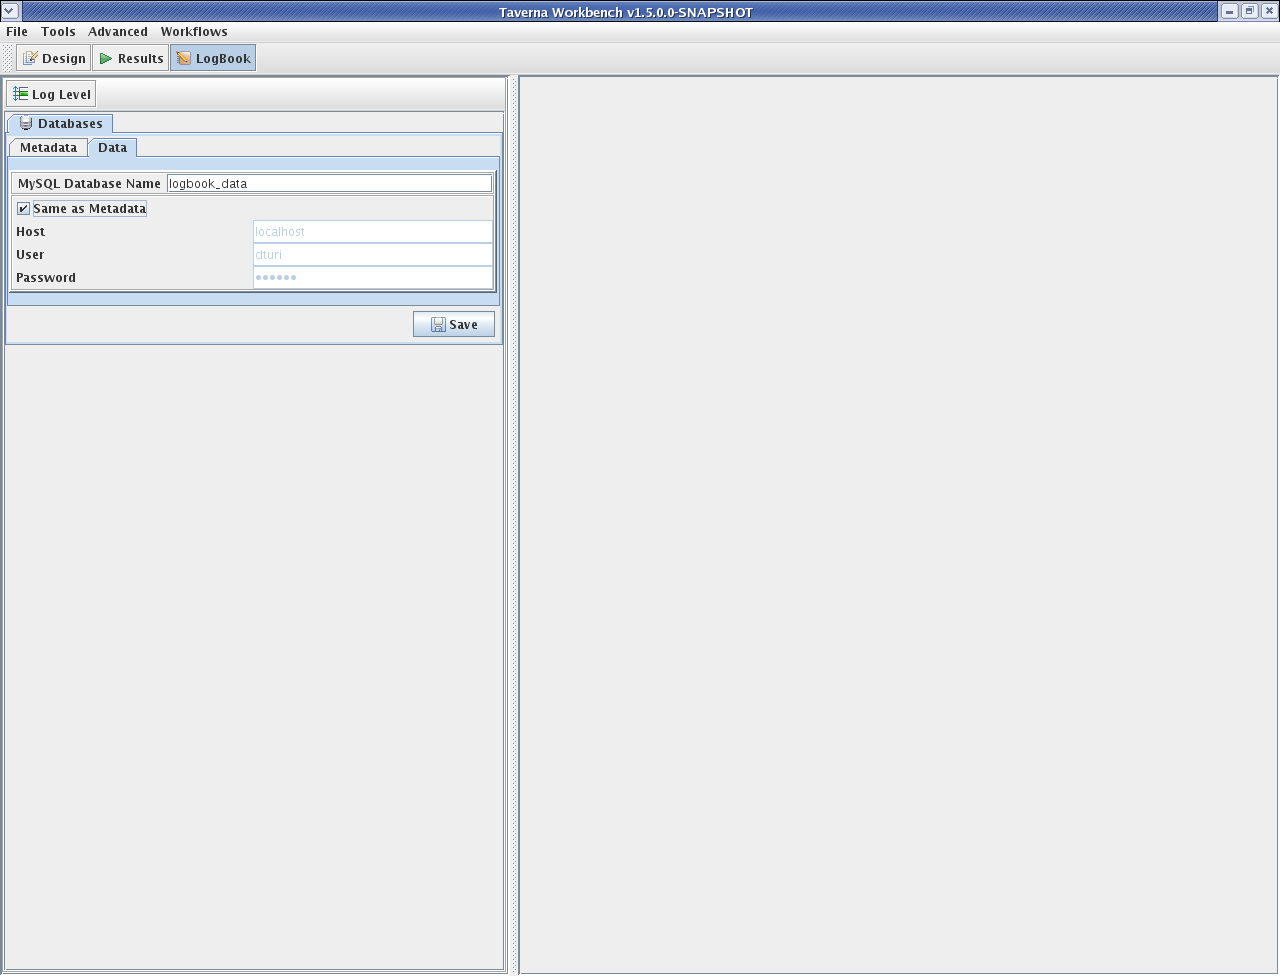 Taverna Workbench v1.5.0.0-SNAPSHOT
File Tools Advanced Workflows
Design Results LogBook
Log Level
Databases
Metadata Data
MySQL Database Name logbook_data
Same as Metadata
Host localhost
User dturi
Password ••••••
Save